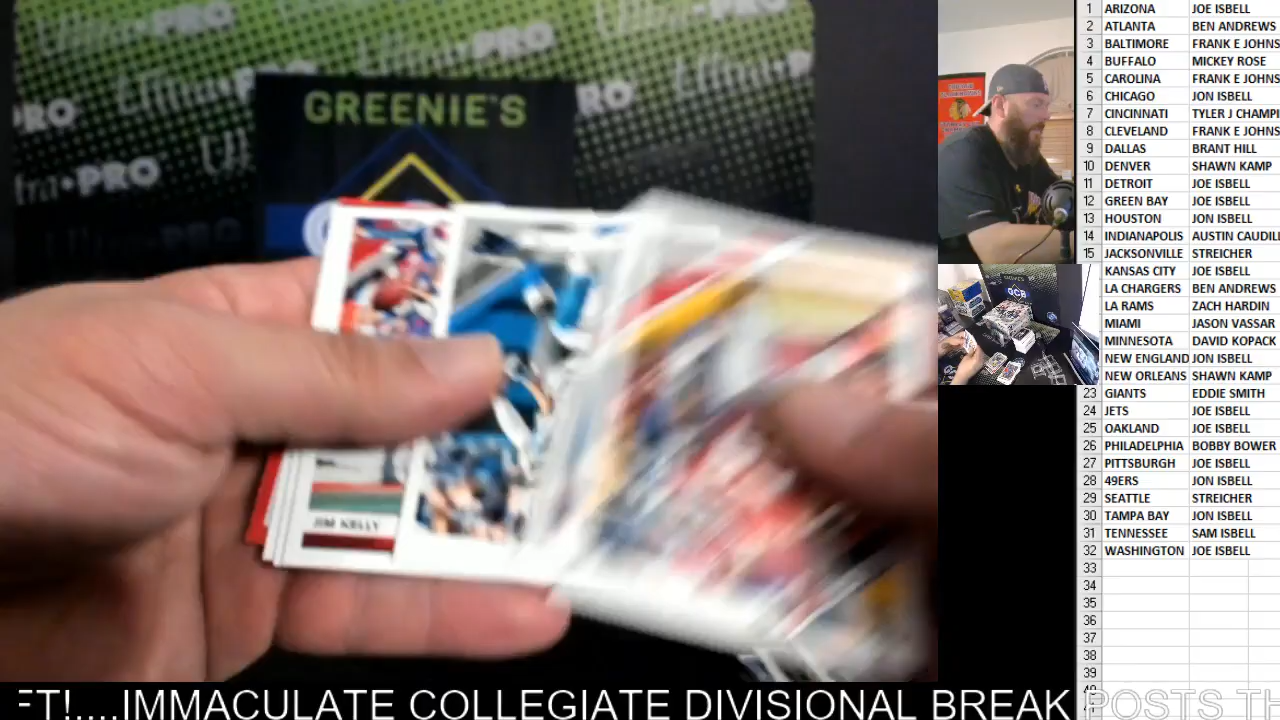 Ultra•PRO
GREENIE'S
RO
PRO
PRO
JIM KELLY
GCB
1 ARIZONA JOE ISBELL
2 ATLANTA BEN ANDREWS
3 BALTIMORE FRANK E JOHNS
4 BUFFALO MICKEY ROSE
5 CAROLINA FRANK E JOHNS
6 CHICAGO JON ISBELL
7 CINCINNATI TYLER J CHAMPI
8 CLEVELAND FRANK E JOHNS
9 DALLAS BRANT HILL
10 DENVER SHAWN KAMP
11 DETROIT JOE ISBELL
12 GREEN BAY JOE ISBELL
13 HOUSTON JON ISBELL
14 INDIANAPOLIS AUSTIN CAUDILL
15 JACKSONVILLE STREICHER
KANSAS CITY JOE ISBELL
LA CHARGERS BEN ANDREWS
LA RAMS ZACH HARDIN
MIAMI JASON VASSAR
MINNESOTA DAVID KOPACK
NEW ENGLAND JON ISBELL
NEW ORLEANS SHAWN KAMP
23 GIANTS EDDIE SMITH
24 JETS JOE ISBELL
25 OAKLAND JOE ISBELL
26 PHILADELPHIA BOBBY BOWER
27 PITTSBURGH JOE ISBELL
28 49ERS JON ISBELL
29 SEATTLE STREICHER
30 TAMPA BAY JON ISBELL
31 TENNESSEE SAM ISBELL
32 WASHINGTON JOE ISBELL
33
34
35
36
37
38
39
40
ET!....IMMACULATE COLLEGIATE DIVISIONAL BREAK POSTS TH